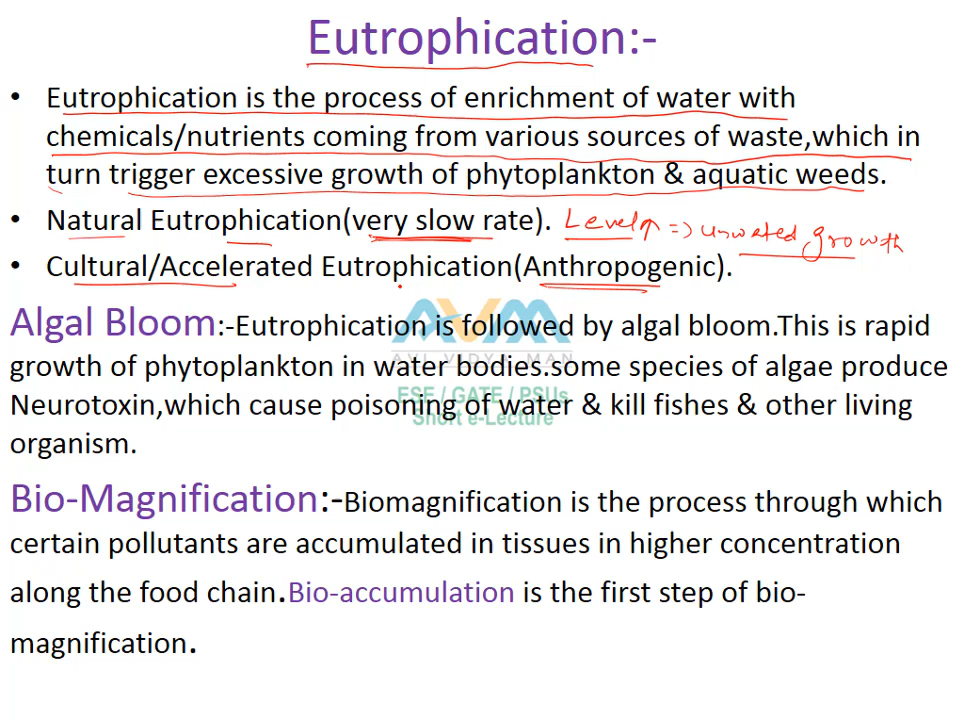 Eutrophication:-
• Eutrophication is the process of enrichment of water with
chemicals/nutrients coming from various sources of waste,which in
turn trigger excessive growth of phytoplankton & aquatic weeds.
• Natural Eutrophication(very slow rate). Level↑ => unwated growth
• Cultural/Accelerated Eutrophication(Anthropogenic).
Algal Bloom:-Eutrophication is followed by algal bloom.This is rapid
growth of phytoplankton in water bodies.some species of algae produce
Neurotoxin,which cause poisoning of water & kill fishes & other living
organism.
AVM
AVI VIDYA MAN
ESE / GATE / PSUs
Short e-Lecture
Bio-Magnification:-Biomagnification is the process through which
certain pollutants are accumulated in tissues in higher concentration
along the food chain.Bio-accumulation is the first step of bio-
magnification.